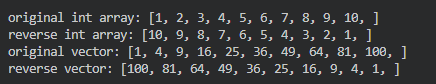 original int array: [1, 2, 3, 4, 5, 6, 7, 8, 9, 10, ]
reverse int array: [10, 9, 8, 7, 6, 5, 4, 3, 2, 1, ]
original vector: [1, 4, 9, 16, 25, 36, 49, 64, 81, 100, ]
reverse vector: [100, 81, 64, 49, 36, 25, 16, 9, 4, 1, ]